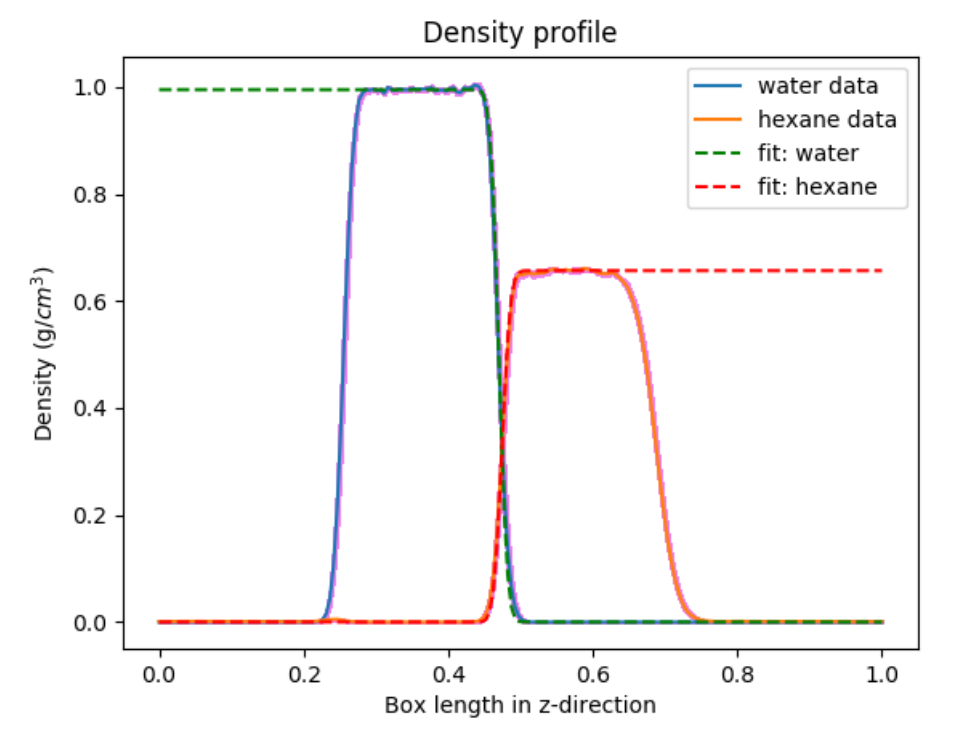 Density profile
water data
hexane data
fit: water
fit: hexane
Density (g/cm³)
1.0
0.8
0.6
0.4
0.2
0.0
0.0 0.2 0.4 0.6 0.8 1.0
Box length in z-direction